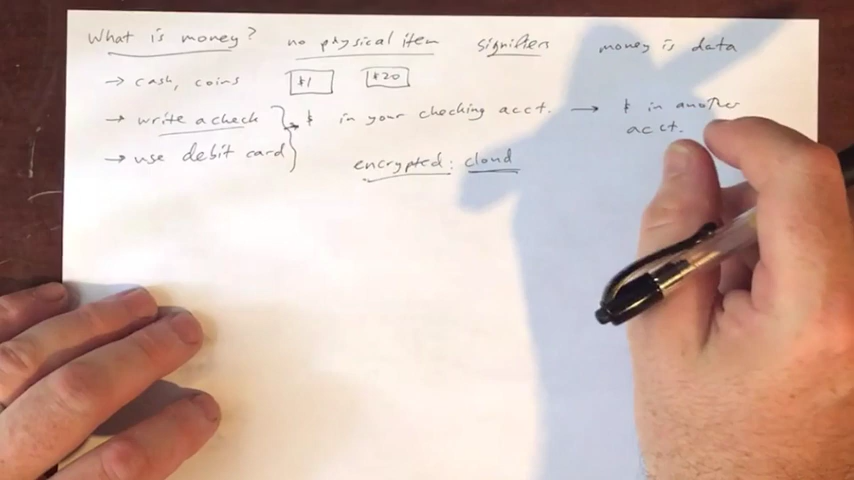 What is money? no physical item signifiers money is data
→ cash, coins $1 $20
→ write a check } → $ in your checking acct. → $ in another acct.
→ use debit card
encrypted: cloud